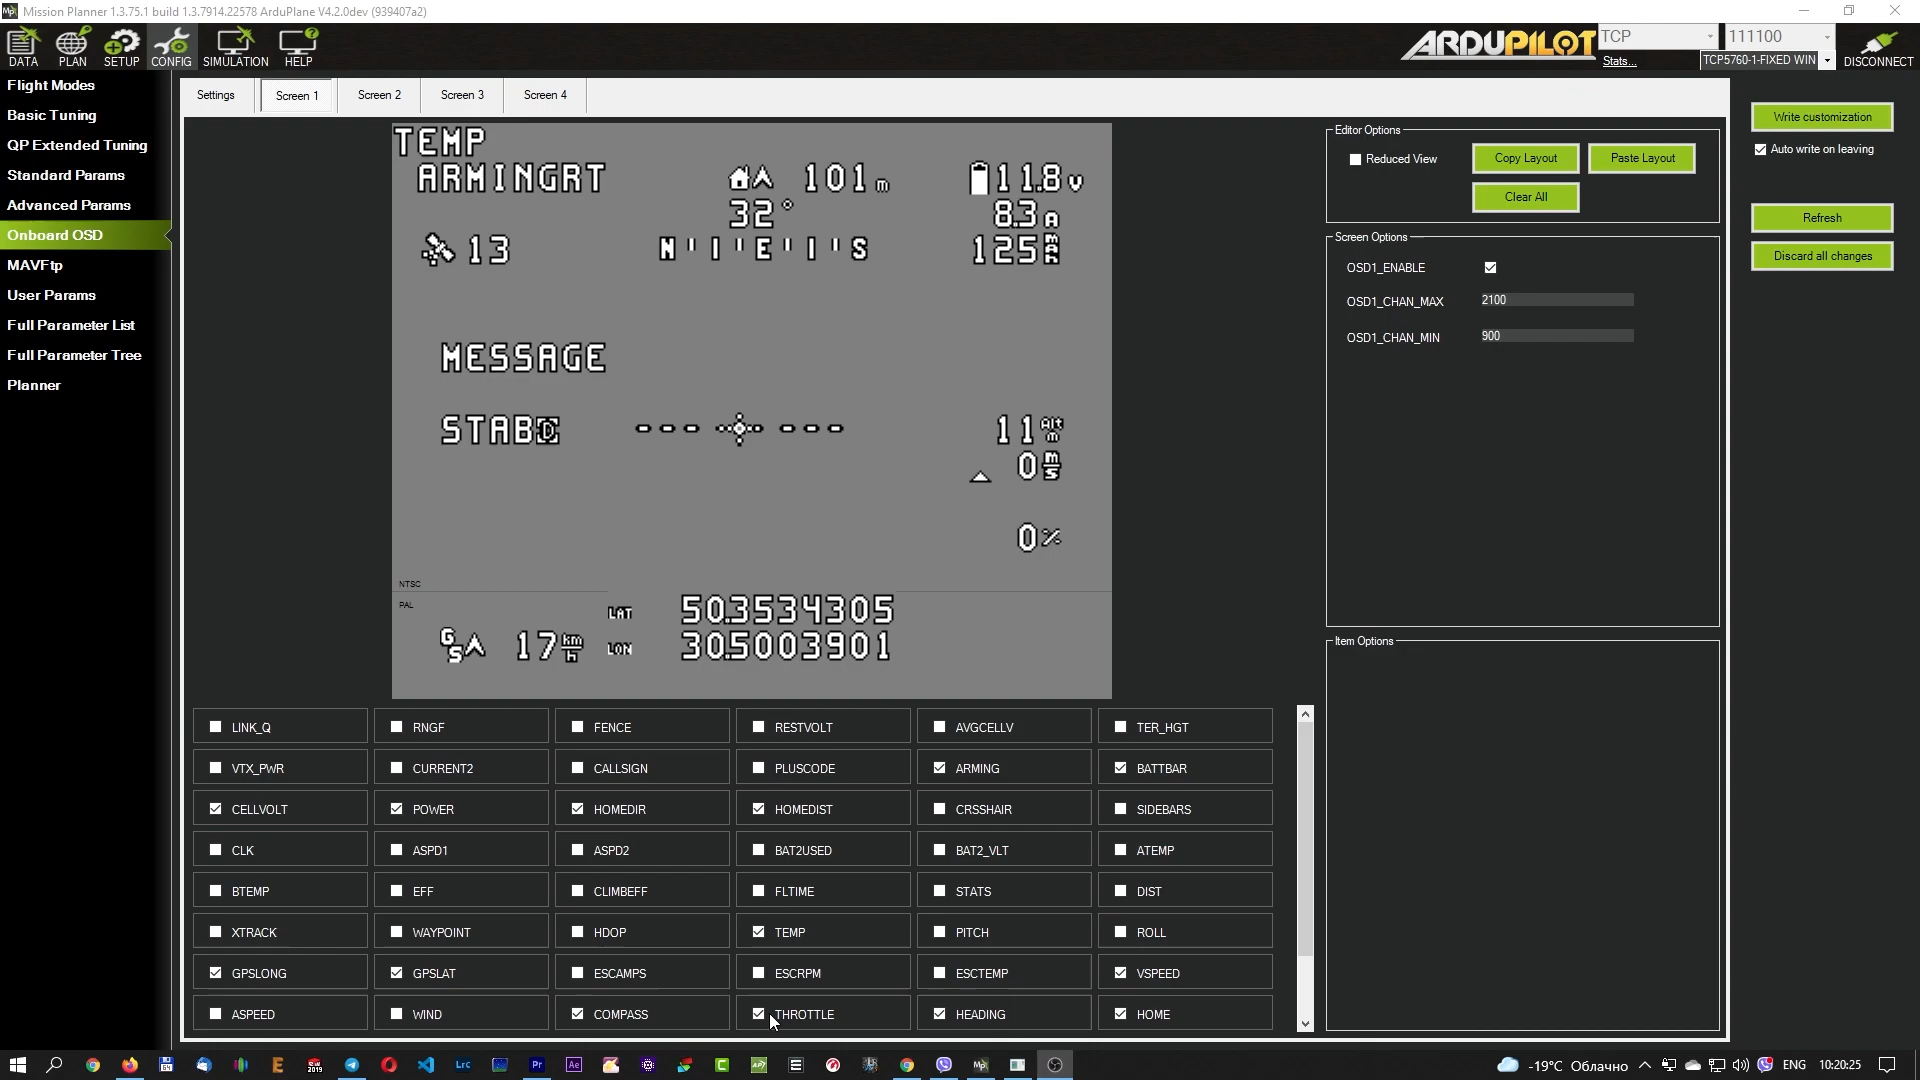 Mission Planner 1.3.75.1 build 1.3.7914.22578 ArduPlane V4.2.0dev (939407a2)
DATA PLAN SETUP CONFIG SIMULATION HELP
ARDUPILOT
TCP 111100
Stats... TCP5760-1-FIXED WIN DISCONNECT
Flight Modes
Basic Tuning
QP Extended Tuning
Standard Params
Advanced Params
Onboard OSD
MAVFtp
User Params
Full Parameter List
Full Parameter Tree
Planner
Settings Screen 1 Screen 2 Screen 3 Screen 4
TEMP
ARMINGRT 101 m 11.8 V
32° 8.3 A
13 N E S 125 mAh
MESSAGE
STAB 11 Alt m
0 m s
0 %
NTSC
PAL
LAT 50.3534305
GS 17 km h LON 30.5003901
Editor Options
Reduced View Copy Layout Paste Layout
Clear All
Screen Options
OSD1_ENABLE
OSD1_CHAN_MAX 2100
OSD1_CHAN_MIN 900
Item Options
Write customization
Auto write on leaving
Refresh
Discard all changes
LINK_Q RNGF FENCE RESTVOLT AVGCELLV TER_HGT
VTX_PWR CURRENT2 CALLSIGN PLUSCODE ARMING BATTBAR
CELLVOLT POWER HOMEDIR HOMEDIST CRSSHAIR SIDEBARS
CLK ASPD1 ASPD2 BAT2USED BAT2_VLT ATEMP
BTEMP EFF CLIMBEFF FLTIME STATS DIST
XTRACK WAYPOINT HDOP TEMP PITCH ROLL
GPSLONG GPSLAT ESCAMPS ESCRPM ESCTEMP VSPEED
ASPEED WIND COMPASS THROTTLE HEADING HOME
-19°C Облачно ENG 10:20:25